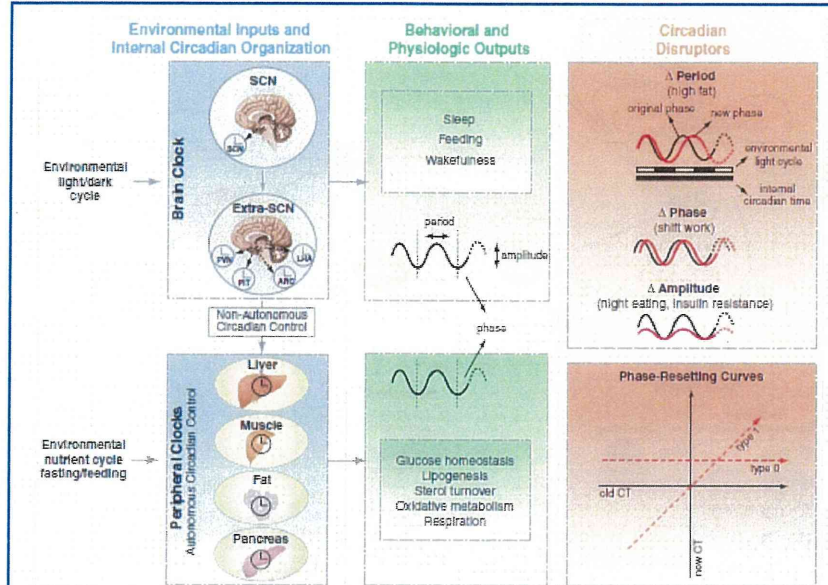 Environmental Inputs and
Internal Circadian Organization
Behavioral and
Physiologic Outputs
Circadian
Disruptors
Environmental
light/dark
cycle
Brain Clock
SCN
SCN
Extra-SCN
PVN
LHA
PIT
ARC
Non-Autonomous
Circadian Control
Sleep
Feeding
Wakefulness
period
amplitude
phase
Δ Period
(high fat)
original phase
new phase
environmental
light cycle
internal
circadian time
Δ Phase
(shift work)
Δ Amplitude
(night eating, insulin resistance)
Environmental
nutrient cycle
fasting/feeding
Peripheral Clocks
Autonomous Circadian Control
Liver
Muscle
Fat
Pancreas
Glucose homeostasis
Lipogenesis
Sterol turnover
Oxidative metabolism
Respiration
Phase-Resetting Curves
type 1
type 0
old CT
new CT